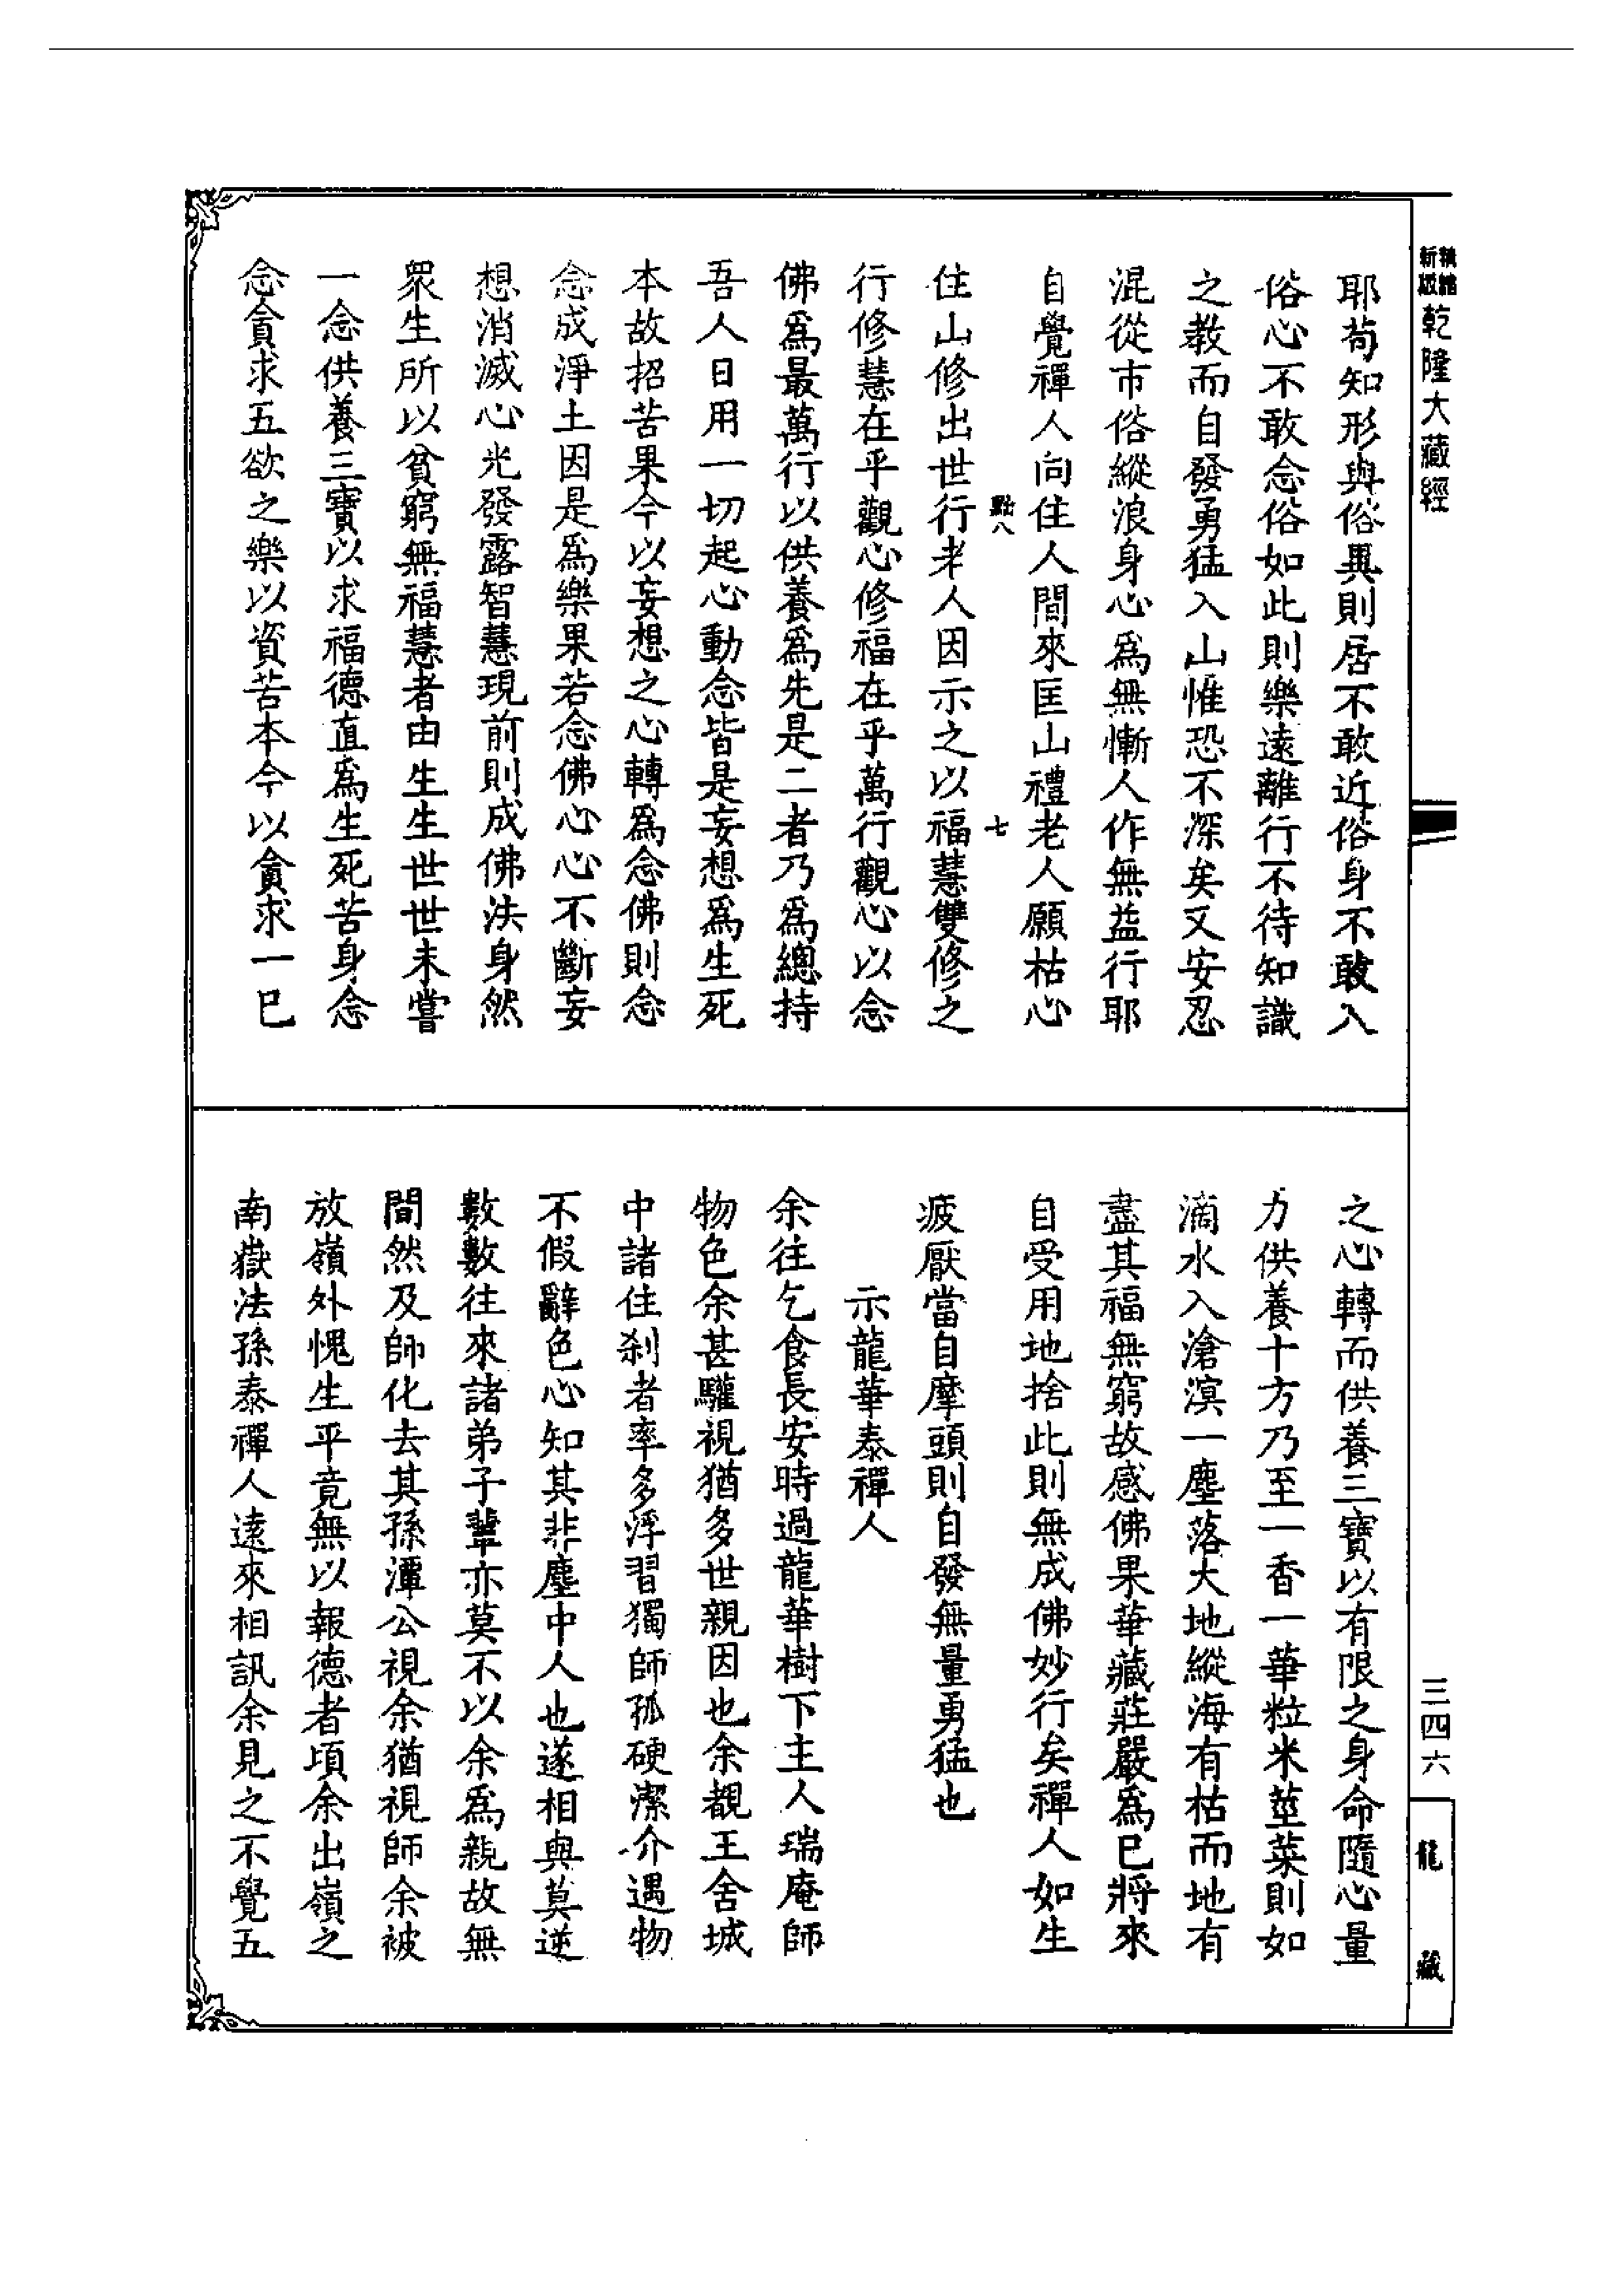 新版 精縮 乾隆大藏經
耶苟知形與俗異則居不敢近俗身不敢入
俗心不敢念俗如此則樂遠離行不待知識
之教而自發勇猛入山惟恐不深矣又安忍
混從市俗縱浪身心為無慚人作無益行耶
自覺禪人向住人間來匡山禮老人願枯心
點八 七
住山修出世行老人因示之以福慧雙修之
行修慧在乎觀心修福在乎萬行觀心以念
佛為最萬行以供養為先是二者乃為總持
吾人日用一切起心動念皆是妄想為生死
本故招苦果今以妄想之心轉為念佛則念
念成淨土因是為樂果若念佛心心不斷妄
想消滅心光發露智慧現前則成佛法身然
眾生所以貧窮無福慧者由生生世世未嘗
一念供養三寶以求福德直為生死苦身念
念貪求五欲之樂以資苦本今以貪求一已
之心轉而供養三寶以有限之身命隨心量
力供養十方乃至一香一華粒米莖菜則如
滴水入滄溟一塵落大地縱海有枯而地有
盡其福無窮故感佛果華藏莊嚴為已將來
自受用地捨此則無成佛妙行矣禪人如生
疲厭當自摩頭則自發無量勇猛也
示龍華泰禪人
余往乞食長安時過龍華樹下主人瑞庵師
物色余甚驩視猶多世親因也余覩王舍城
中諸住剎者率多浮習獨師孤硬潔介遇物
不假辭色心知其非塵中人也遂相與莫逆
數數往來諸弟子輩亦莫不以余為親故無
間然及師化去其孫潭公視余猶視師余被
放嶺外愧生平竟無以報德者頃余出嶺之
南嶽法孫泰禪人遠來相訊余見之不覺五
三四六
龍藏